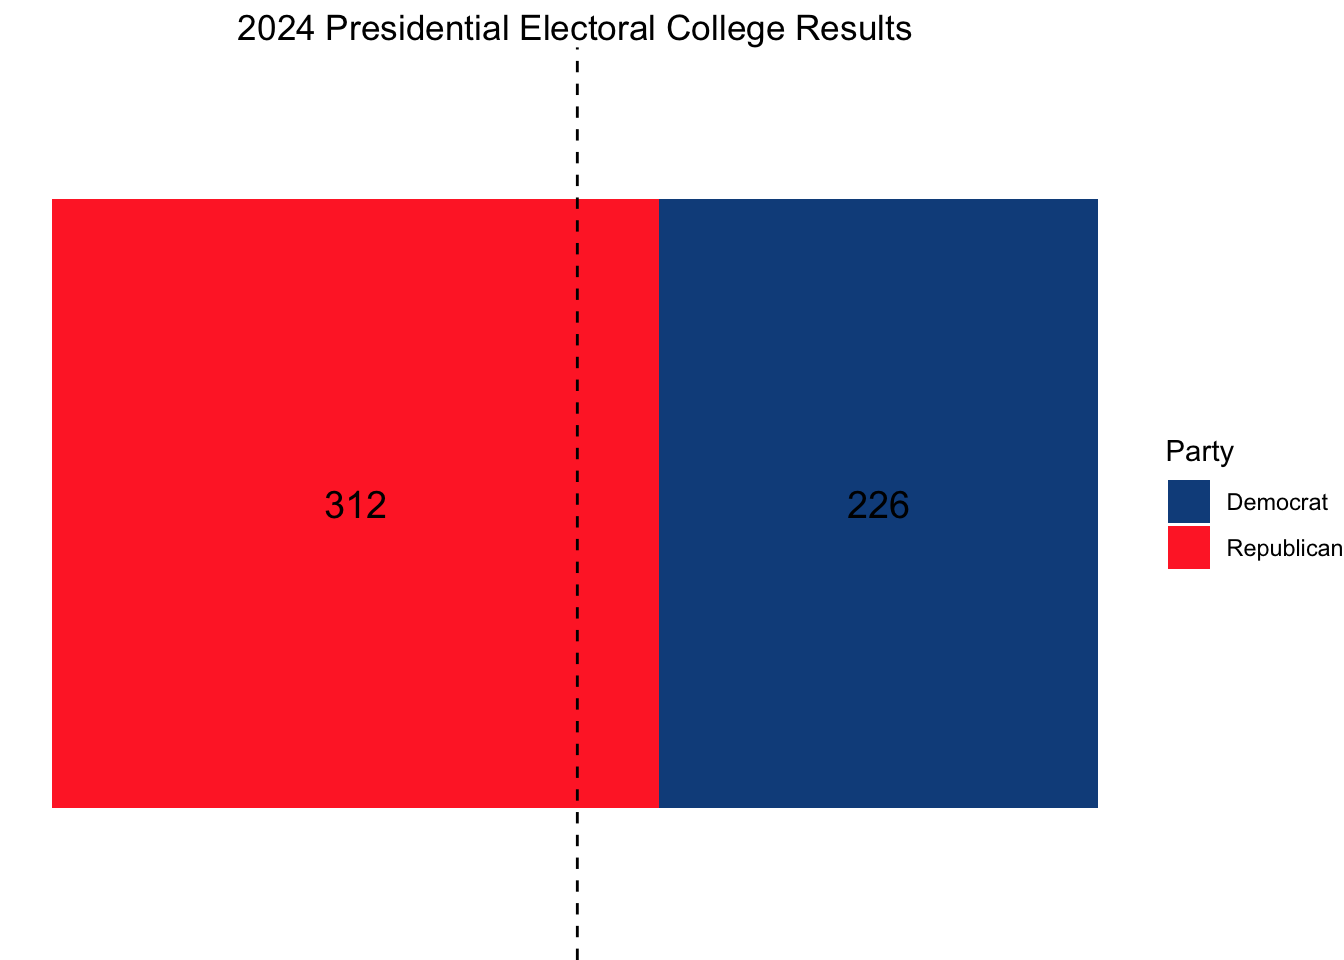 2024 Presidential Electoral College Results
312
226
Party
Democrat
Republican